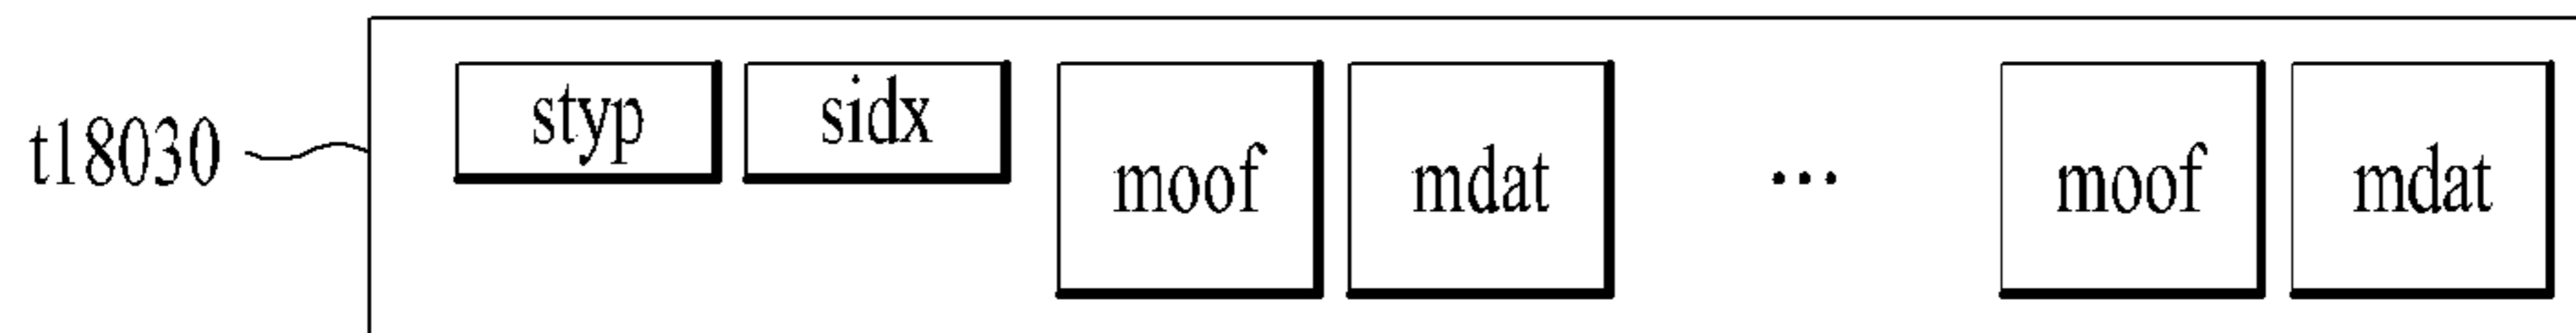 t18030 styp sidx moof mdat ... moof mdat